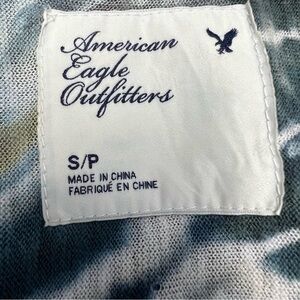 American
Eagle
Outfitters
S/P
MADE IN CHINA
FABRIQUÉ EN CHINE